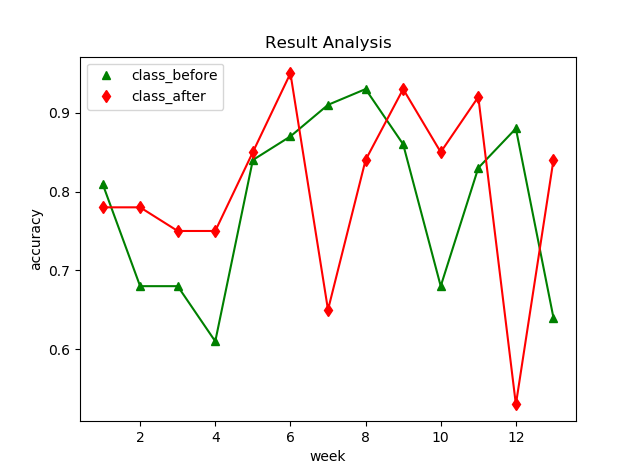 Result Analysis
class_before
class_after
0.9
0.8
0.7
0.6
accuracy
2 4 6 8 10 12
week